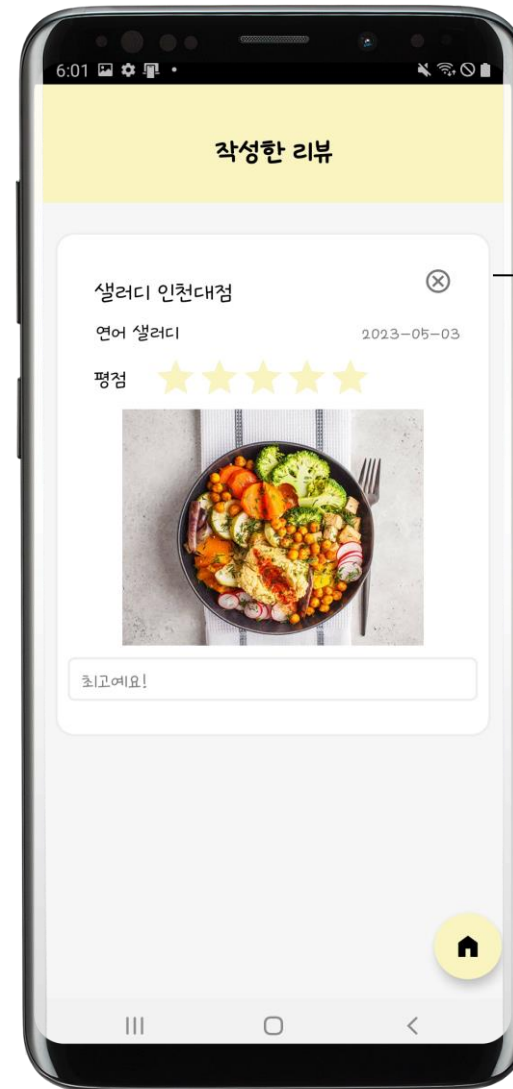 6:01
작성한 리뷰
샐러디 인천대점
연어 샐러디
2023-05-03
평점
최고예요!